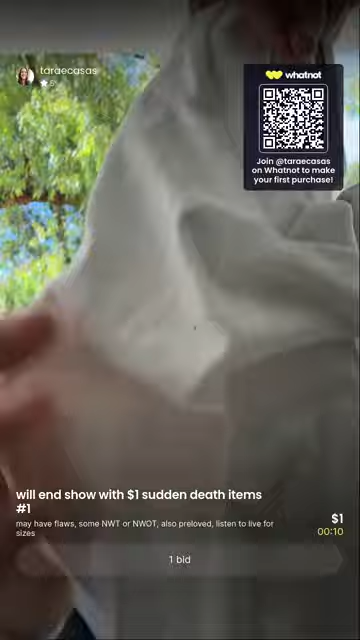 taraecasas
whatnot
Join @taraecasas
on Whatnot to make
your first purchase!
will end show with $1 sudden death items
#1
may have flaws, some NWT or NWOT, also preloved, listen to live for
sizes
$1
00:10
1 bid